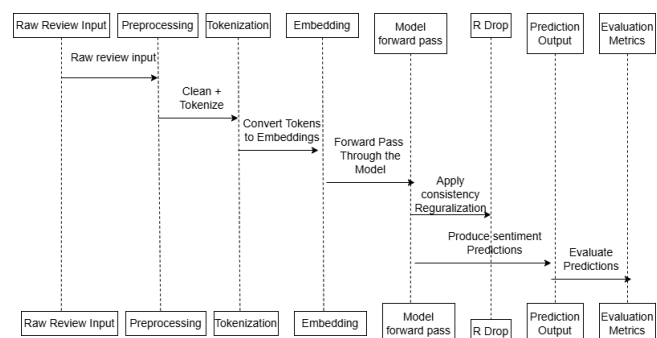 Raw Review Input
Preprocessing
Tokenization
Embedding
Model
forward pass
R Drop
Prediction
Output
Evaluation
Metrics
Raw review input
Clean +
Tokenize
Convert Tokens
to Embeddings
Forward Pass
Through the
Model
Apply
consistency
Reguralization
Produce sentiment
Predictions
Evaluate
Predictions
Raw Review Input
Preprocessing
Tokenization
Embedding
Model
forward pass
R Drop
Prediction
Output
Evaluation
Metrics